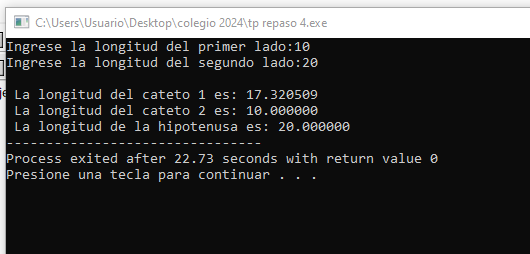 C:\Users\Usuario\Desktop\colegio 2024\tp repaso 4.exe
Ingrese la longitud del primer lado:10
Ingrese la longitud del segundo lado:20
La longitud del cateto 1 es: 17.320509
La longitud del cateto 2 es: 10.000000
La longitud de la hipotenusa es: 20.000000
--------------------------------
Process exited after 22.73 seconds with return value 0
Presione una tecla para continuar . . .